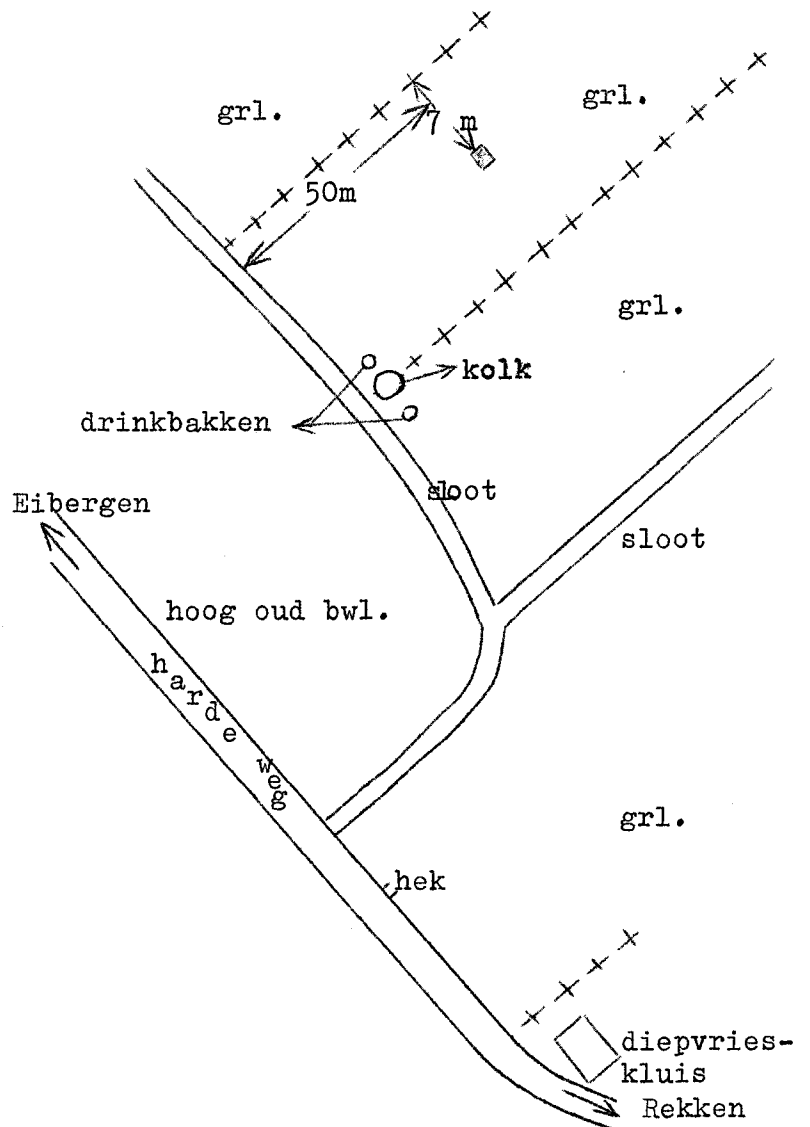 grl.
grl.
7 m
50m
grl.
kolk
drinkbakken
sloot
Eibergen
sloot
hoog oud bwl.
harde weg
grl.
hek
diepvries-
kluis
Rekken